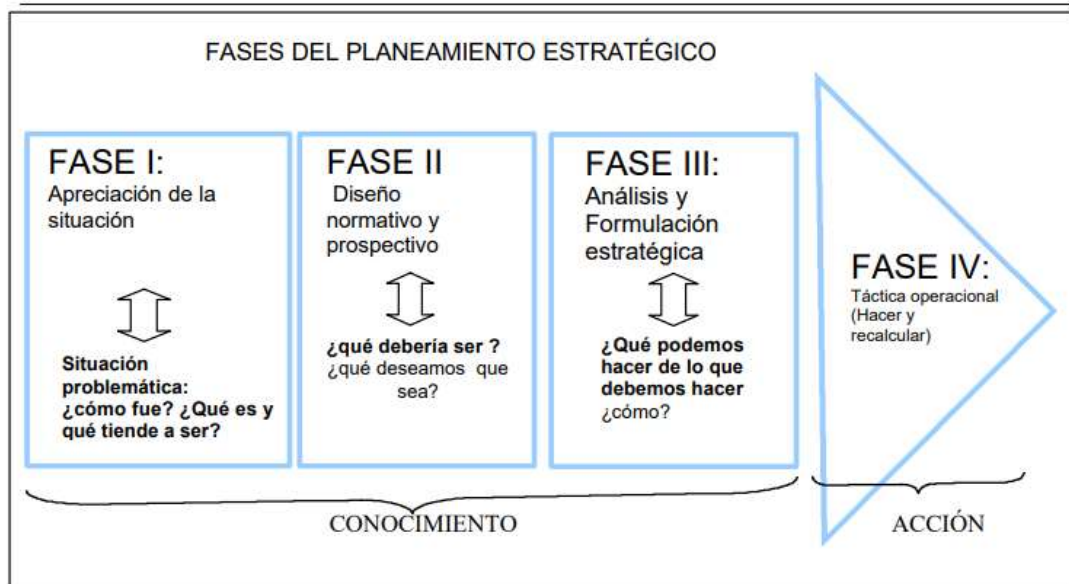 FASES DEL PLANEAMIENTO ESTRATÉGICO
FASE I:
Apreciación de la
situación
Situación
problemática:
¿cómo fue? ¿Qué es y
qué tiende a ser?
FASE II
Diseño
normativo y
prospectivo
¿qué debería ser ?
¿qué deseamos que
sea?
FASE III:
Análisis y
Formulación
estratégica
¿Qué podemos
hacer de lo que
debemos hacer
¿cómo?
FASE IV:
Táctica operacional
(Hacer y
recalcular)
CONOCIMIENTO
ACCIÓN